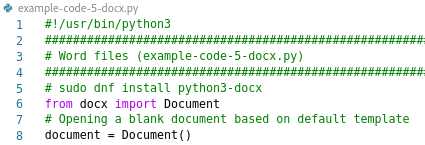 example-code-5-docx.py
1 #!/usr/bin/python3
2 ######################################################
3 # Word files (example-code-5-docx.py)
4 ######################################################
5 # sudo dnf install python3-docx
6 from docx import Document
7 # Opening a blank document based on default template
8 document = Document()